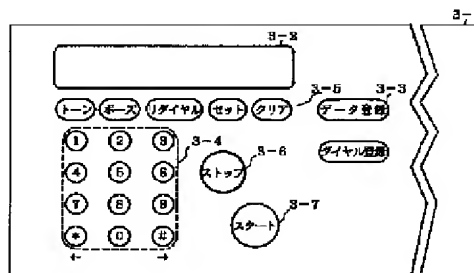 3-
3-2
3-5
3-3
トーン ポーズ リダイヤル セット クリア データ登録
1 2 3
3-4
3-6
ダイヤル登録
4 5 6
ストップ
7 8 9
3-7
スタート
* 0 #
← →